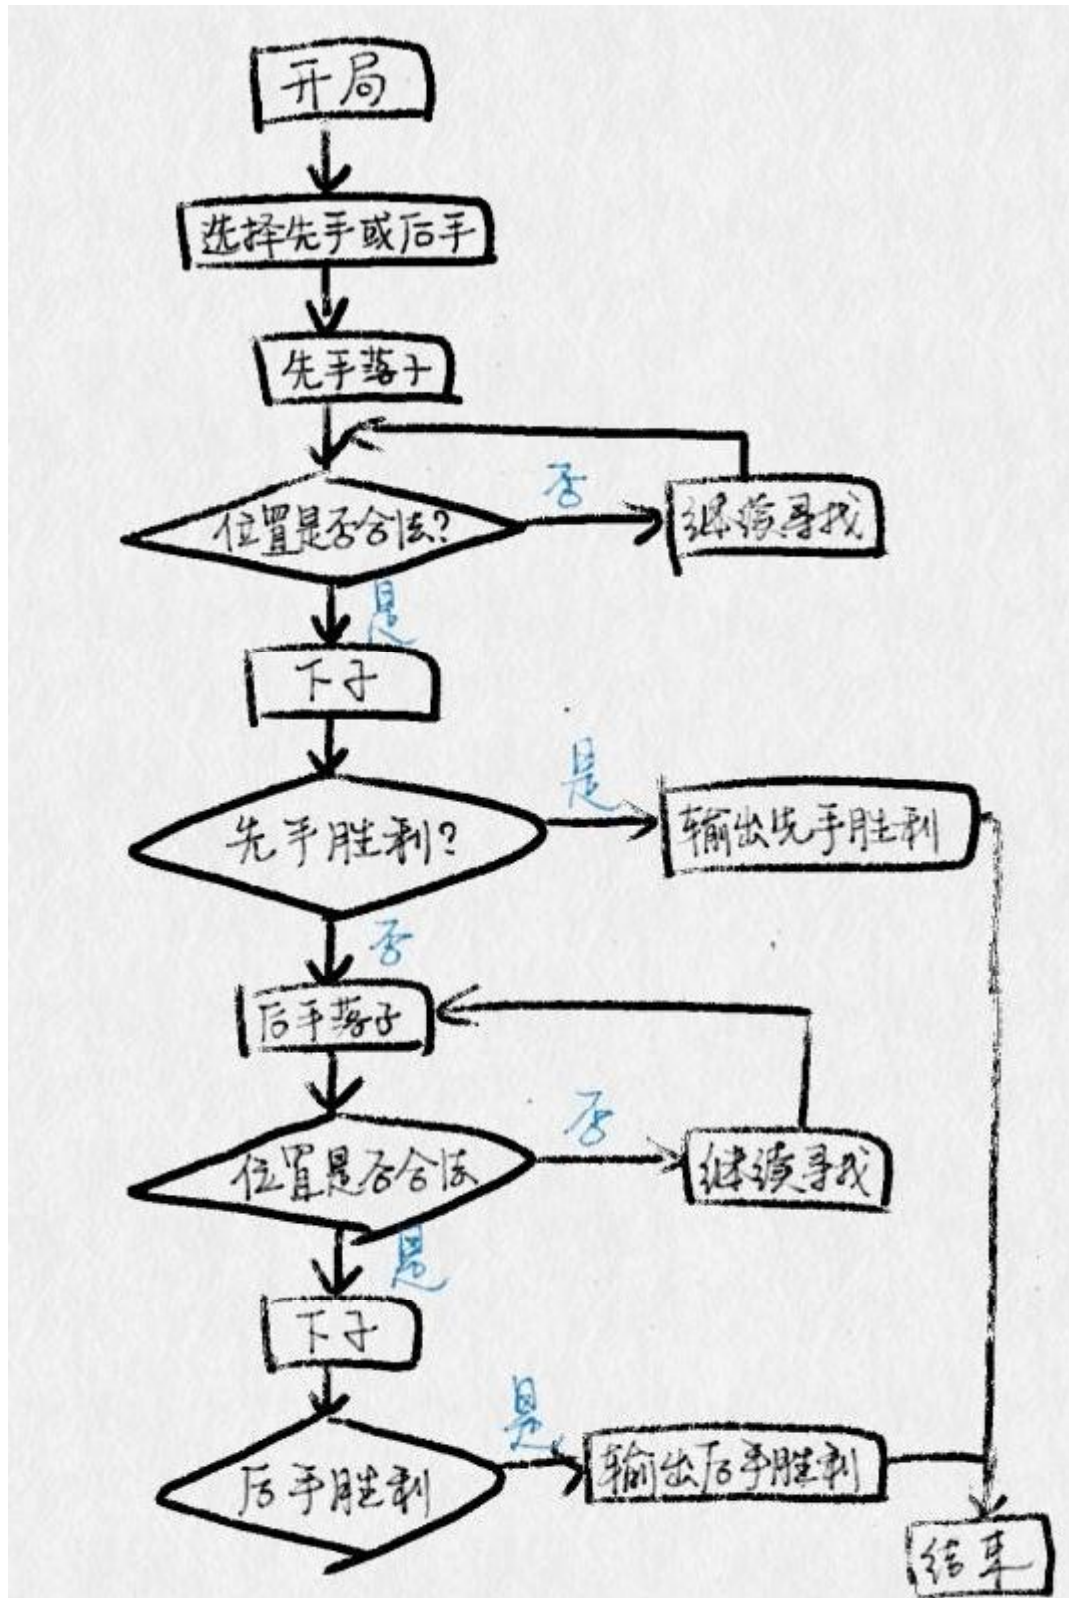 开局
选择先手或后手
先手落子
否
位置是否合法?
继续寻找
是
下子
是
先手胜利?
输出先手胜利
否
后手落子
否
位置是否合法
继续寻找
是
下子
是
后手胜利
输出后手胜利
结束